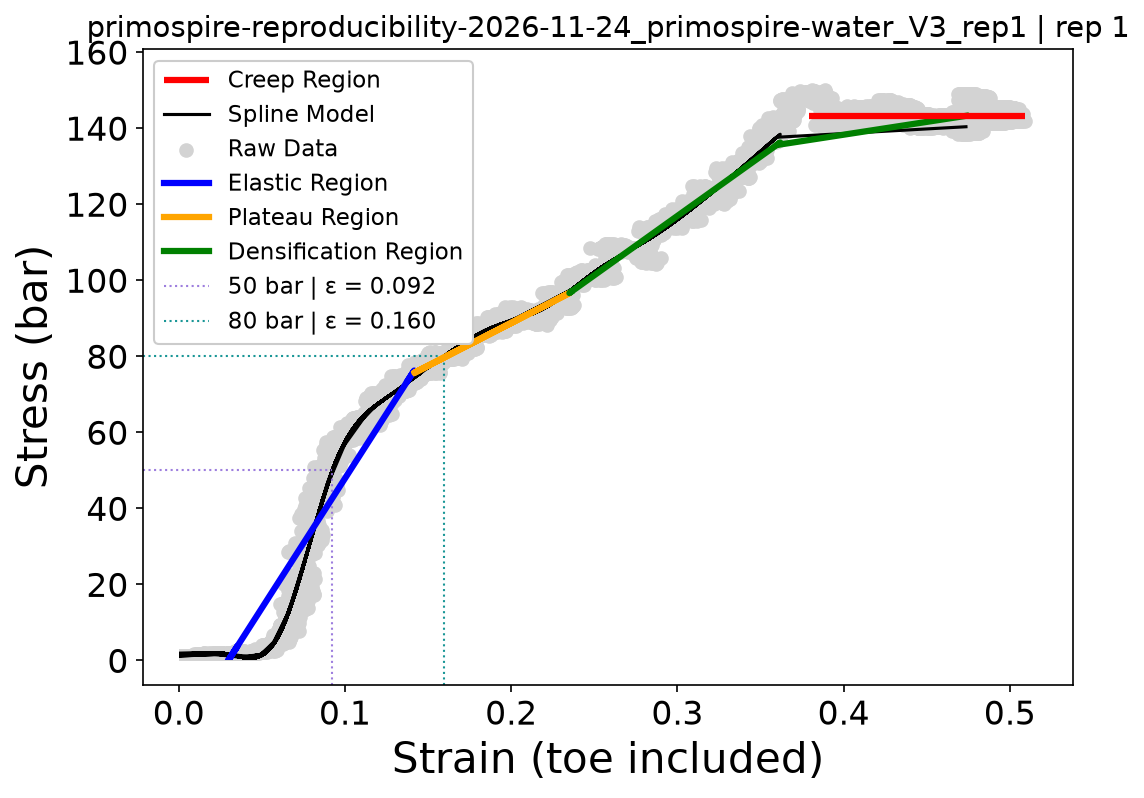 primospire-reproducibility-2026-11-24_primospire-water_V3_rep1 | rep 1
Stress (bar)
160
140
120
100
80
60
40
20
0
Creep Region
Spline Model
Raw Data
Elastic Region
Plateau Region
Densification Region
50 bar | ε = 0.092
80 bar | ε = 0.160
0.0 0.1 0.2 0.3 0.4 0.5
Strain (toe included)